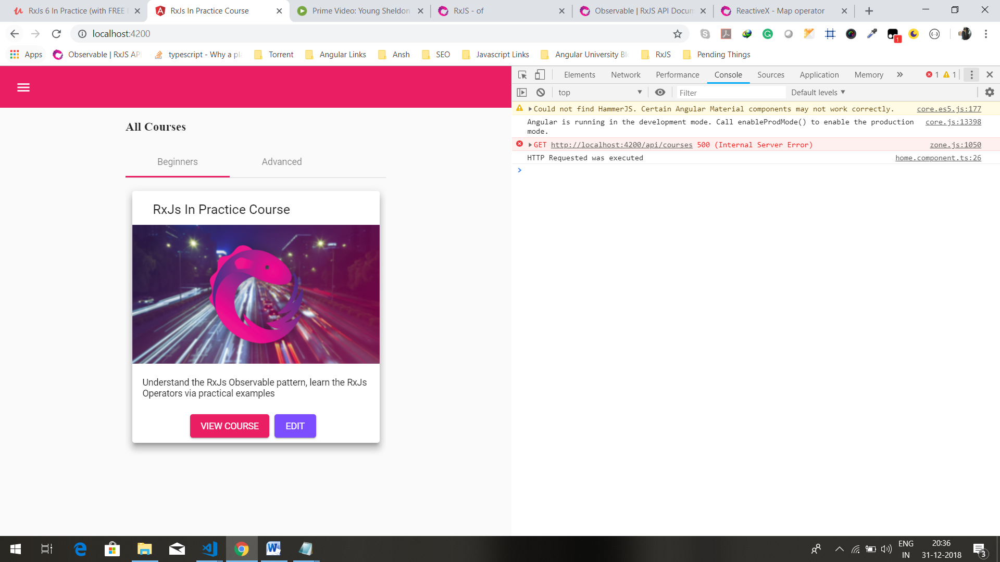 RxJs 6 In Practice (with FREE
RxJs In Practice Course
Prime Video: Young Sheldon
RxJS - of
Observable | RxJS API Docum
ReactiveX - Map operator
localhost:4200
1
Apps
Observable | RxJS API
typescript - Why a pl
Torrent
Angular Links
Ansh
SEO
Javascript Links
Angular University Bl
RxJS
Pending Things
Elements
Network
Performance
Console
Sources
Application
Memory
1
1
top
Filter
Default levels
Could not find HammerJS. Certain Angular Material components may not work correctly.
core.es5.js:177
Angular is running in the development mode. Call enableProdMode() to enable the production
core.js:13398
mode.
GET http://localhost:4200/api/courses 500 (Internal Server Error)
zone.js:1050
HTTP Requested was executed
home.component.ts:26
All Courses
Beginners
Advanced
RxJs In Practice Course
Understand the RxJs Observable pattern, learn the RxJs
Operators via practical examples
VIEW COURSE
EDIT
ENG
IN
20:36
31-12-2018
3